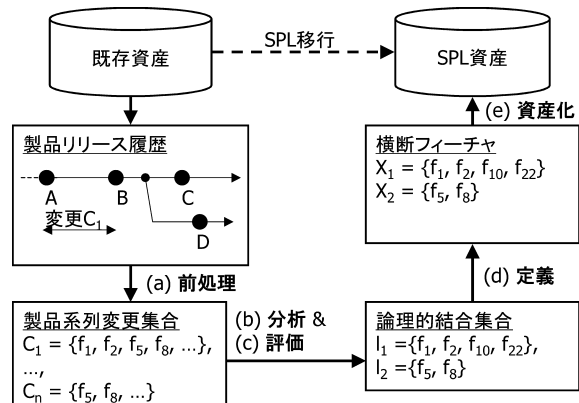 既存資産
SPL移行
SPL資産
製品リリース履歴
A
B
C
変更C₁
D
(a) 前処理
製品系列変更集合
C₁ = {f₁, f₂, f₅, f₈, …},
…,
Cₙ = {f₅, f₈, …}
(b) 分析 &
(c) 評価
論理的結合集合
l₁ ={f₁, f₂, f₁₀, f₂₂},
l₂ ={f₅, f₈}
(d) 定義
横断フィーチャ
X₁ = {f₁, f₂, f₁₀, f₂₂}
X₂ = {f₅, f₈}
(e) 資産化